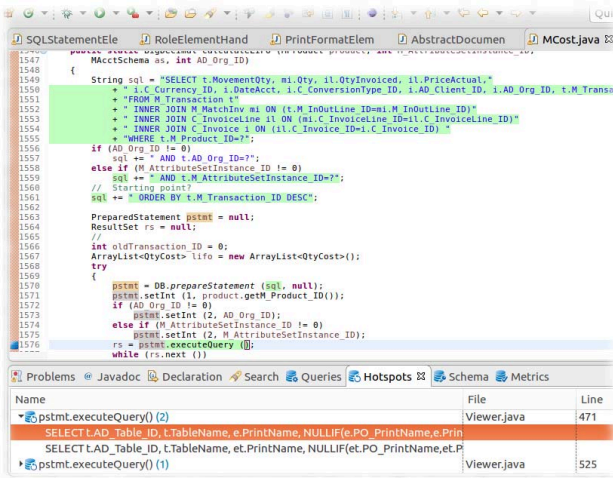 Qui
SQLStatementEle RoleElementHand PrintFormatElem AbstractDocumen MCost.java
1547 MAcctSchema as, int AD_Org_ID)
1548 {
1549 String sql = "SELECT t.MovementQty, mi.Qty, il.QtyInvoiced, il.PriceActual,"
1550 + " i.C_Currency_ID, i.DateAcct, i.C_ConversionType_ID, i.AD_Client_ID, i.AD_Org_ID, t.M_Transa
1551 + "FROM M_Transaction t"
1552 + " INNER JOIN M_MatchInv mi ON (t.M_InOutLine_ID=mi.M_InOutLine_ID)"
1553 + " INNER JOIN C_InvoiceLine il ON (mi.C_InvoiceLine_ID=il.C_InvoiceLine_ID)"
1554 + " INNER JOIN C_Invoice i ON (il.C_Invoice_ID=i.C_Invoice_ID) "
1555 + "WHERE t.M_Product_ID=?";
1556 if (AD_Org_ID != 0)
1557 sql += " AND t.AD_Org_ID=?";
1558 else if (M_AttributeSetInstance_ID != 0)
1559 sql += " AND t.M_AttributeSetInstance_ID=?";
1560 // Starting point?
1561 sql += " ORDER BY t.M_Transaction_ID DESC";
1562
1563 PreparedStatement pstmt = null;
1564 ResultSet rs = null;
1565 //
1566 int oldTransaction_ID = 0;
1567 ArrayList<QtyCost> lifo = new ArrayList<QtyCost>();
1568 try
1569 {
1570 pstmt = DB.prepareStatement (sql, null);
1571 pstmt.setInt (1, product.getM_Product_ID());
1572 if (AD_Org_ID != 0)
1573 pstmt.setInt (2, AD_Org_ID);
1574 else if (M_AttributeSetInstance_ID != 0)
1575 pstmt.setInt (2, M_AttributeSetInstance_ID);
1576 rs = pstmt.executeQuery ();
while (rs.next ())
Problems @ Javadoc Declaration Search Queries Hotspots Schema Metrics
Name File Line
pstmt.executeQuery() (2) Viewer.java 471
SELECT t.AD_Table_ID, t.TableName, e.PrintName, NULLIF(e.PO_PrintName,e.Prin
SELECT t.AD_Table_ID, t.TableName, et.PrintName, NULLIF(et.PO_PrintName,et.P
pstmt.executeQuery() (1) Viewer.java 525